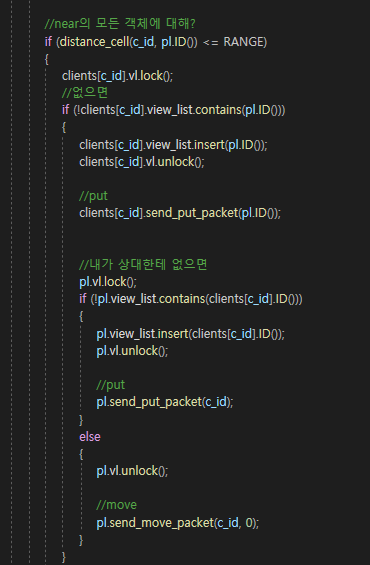 //near의 모든 객체에 대해?
if (distance_cell(c_id, pl.ID()) <= RANGE)
{
clients[c_id].vl.lock();
//없으면
if (!clients[c_id].view_list.contains(pl.ID()))
{
clients[c_id].view_list.insert(pl.ID());
clients[c_id].vl.unlock();
//put
clients[c_id].send_put_packet(pl.ID());
//내가 상대한테 없으면
pl.vl.lock();
if (!pl.view_list.contains(clients[c_id].ID()))
{
pl.view_list.insert(clients[c_id].ID());
pl.vl.unlock();
//put
pl.send_put_packet(c_id);
}
else
{
pl.vl.unlock();
//move
pl.send_move_packet(c_id, 0);
}
}